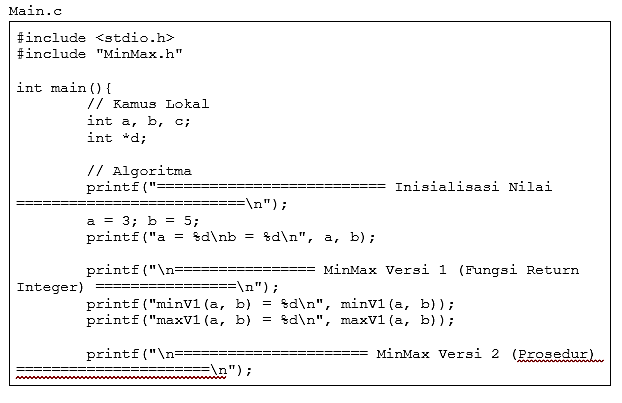 Main.c
#include <stdio.h>
#include "MinMax.h"
int main(){
// Kamus Lokal
int a, b, c;
int *d;
// Algoritma
printf("========================== Inisialisasi Nilai
==========================\n");
a = 3; b = 5;
printf("a = %d\nb = %d\n", a, b);
printf("\n================ MinMax Versi 1 (Fungsi Return
Integer) ================\n");
printf("minV1(a, b) = %d\n", minV1(a, b));
printf("maxV1(a, b) = %d\n", maxV1(a, b));
printf("\n====================== MinMax Versi 2 (Prosedur)
======================\n");